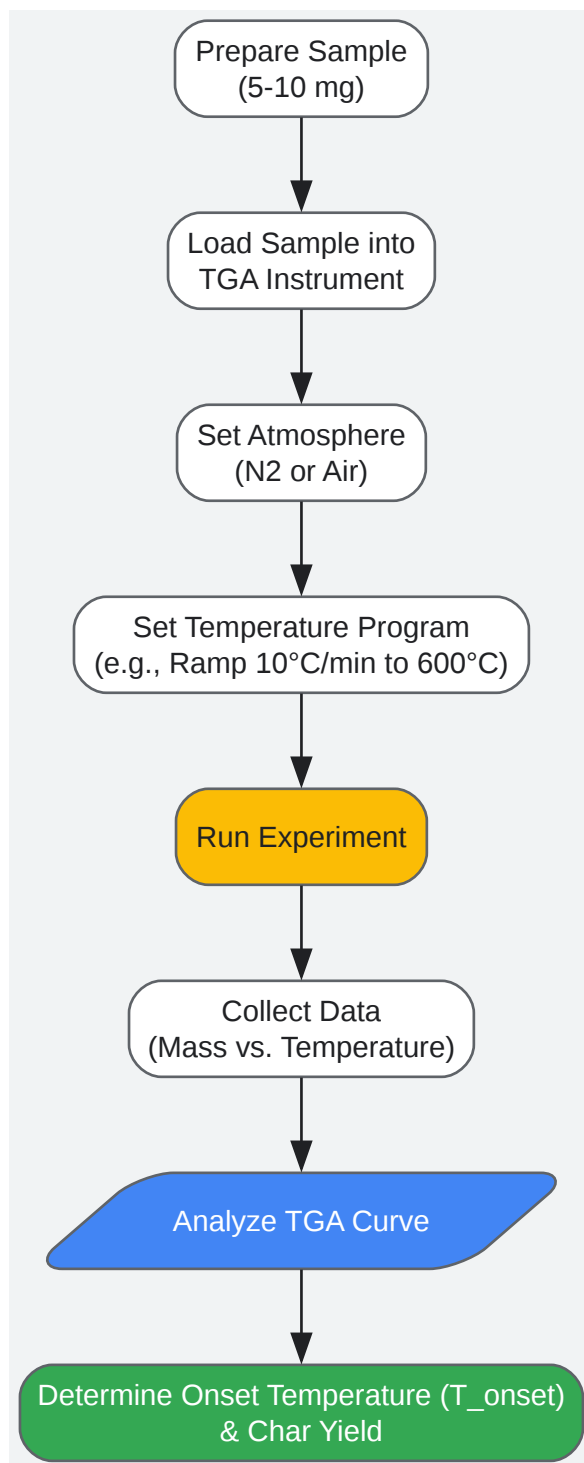 Prepare Sample
(5-10 mg)
Load Sample into
TGA Instrument
Set Atmosphere
(N2 or Air)
Set Temperature Program
(e.g., Ramp 10°C/min to 600°C)
Run Experiment
Collect Data
(Mass vs. Temperature)
Analyze TGA Curve
Determine Onset Temperature (T_onset)
& Char Yield